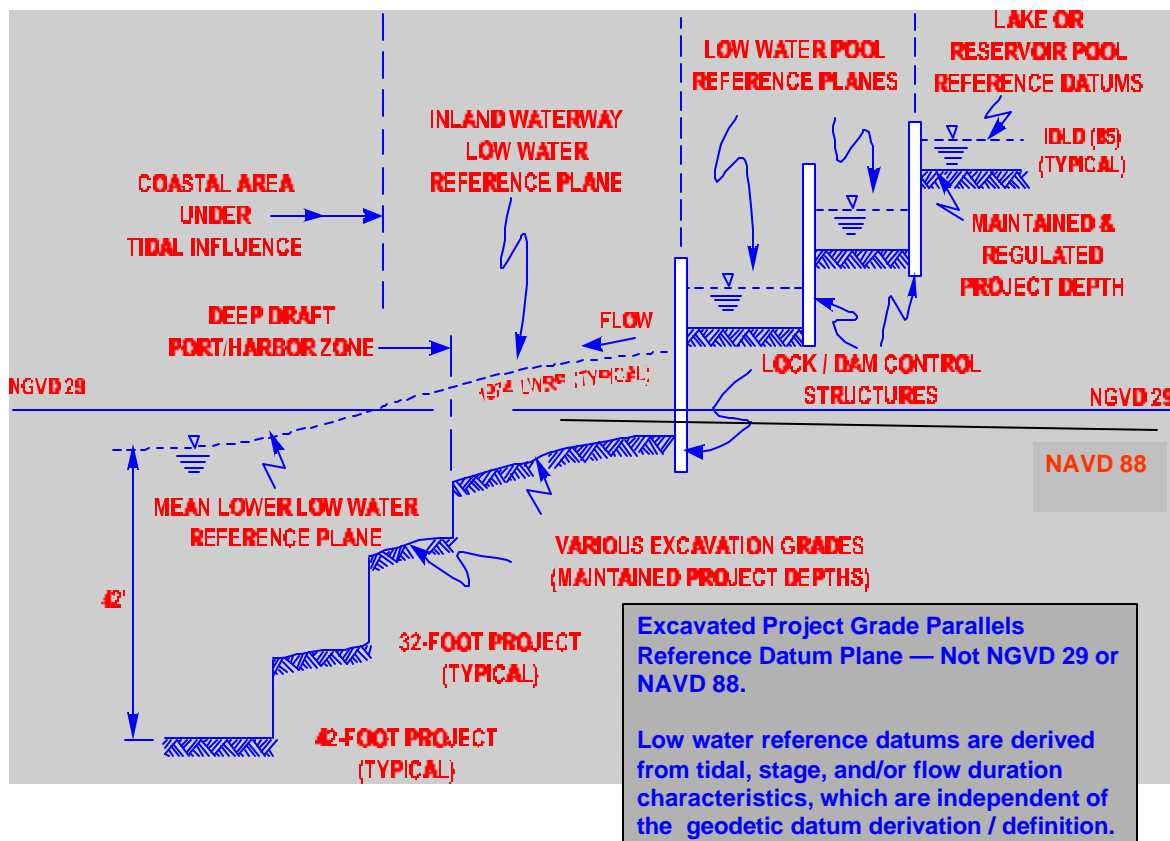 LAKE OR
RESERVOIR POOL
REFERENCE DATUMS
LOW WATER POOL
REFERENCE PLANES
INLAND WATERWAY
LOW WATER
REFERENCE PLANE
IDLD (85)
(TYPICAL)
COASTAL AREA
UNDER
TIDAL INFLUENCE
MAINTAINED &
REGULATED
PROJECT DEPTH
DEEP DRAFT
PORT/HARBOR ZONE
FLOW
1974 LWRP (TYPICAL)
LOCK / DAM CONTROL
STRUCTURES
NGVD 29
NGVD 29
NAVD 88
MEAN LOWER LOW WATER
REFERENCE PLANE
VARIOUS EXCAVATION GRADES
(MAINTAINED PROJECT DEPTHS)
42'
32-FOOT PROJECT
(TYPICAL)
42-FOOT PROJECT
(TYPICAL)
Excavated Project Grade Parallels
Reference Datum Plane — Not NGVD 29 or
NAVD 88.
Low water reference datums are derived
from tidal, stage, and/or flow duration
characteristics, which are independent of
the geodetic datum derivation / definition.